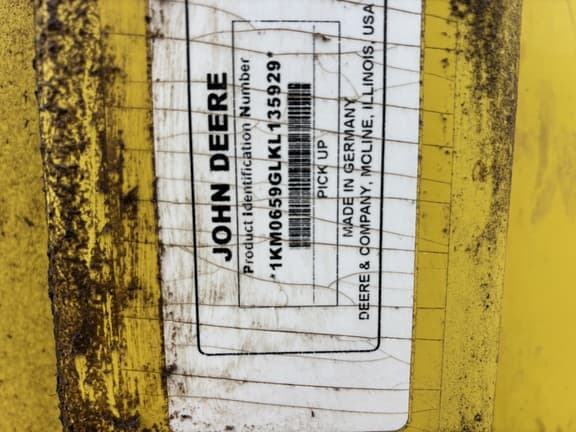 JOHN DEERE
Product Identification Number
*1KM0659GLKL135929*
PICK UP
MADE IN GERMANY
DEERE & COMPANY, MOLINE, ILLINOIS, USA